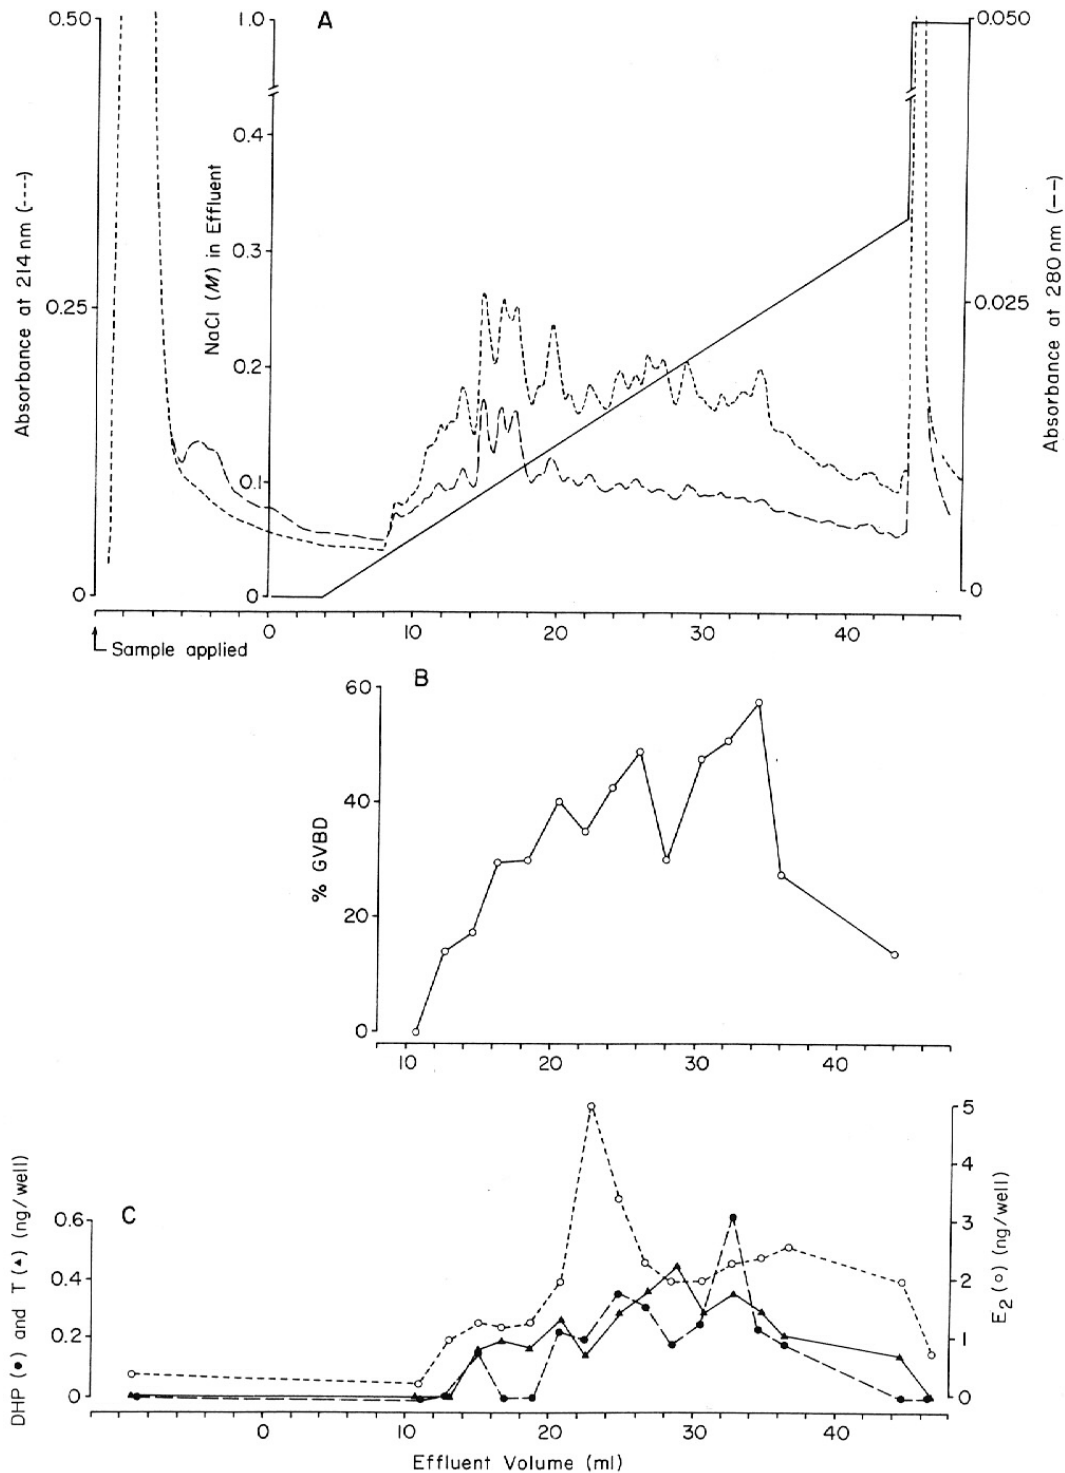 A
0.50
0.25
0
Absorbance at 214 nm (---)
1.0
0.4
0.3
0.2
0.1
0
NaCl (M) in Effluent
0.050
0.025
0
Absorbance at 280 nm (– –)
0 10 20 30 40
Sample applied
B
60
40
20
0
% GVBD
10 20 30 40
C
0.6
0.4
0.2
0
DHP (●) and T (▲) (ng/well)
5
4
3
2
1
0
E2 (○) (ng/well)
0 10 20 30 40
Effluent Volume (ml)